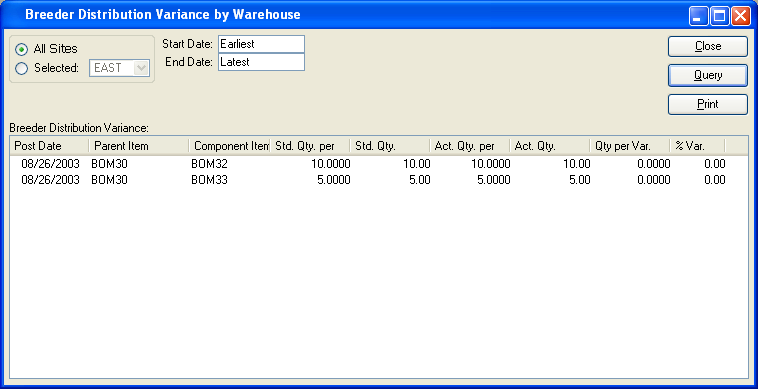 Breeder Distribution Variance by Warehouse
All Sites
Selected: EAST
Start Date: Earliest
End Date: Latest
Close
Query
Print
Breeder Distribution Variance:
Post Date Parent Item Component Item Std. Qty. per Std. Qty. Act. Qty. per Act. Qty. Qty per Var. % Var.
08/26/2003 BOM30 BOM32 10.0000 10.00 10.0000 10.00 0.0000 0.00
08/26/2003 BOM30 BOM33 5.0000 5.00 5.0000 5.00 0.0000 0.00